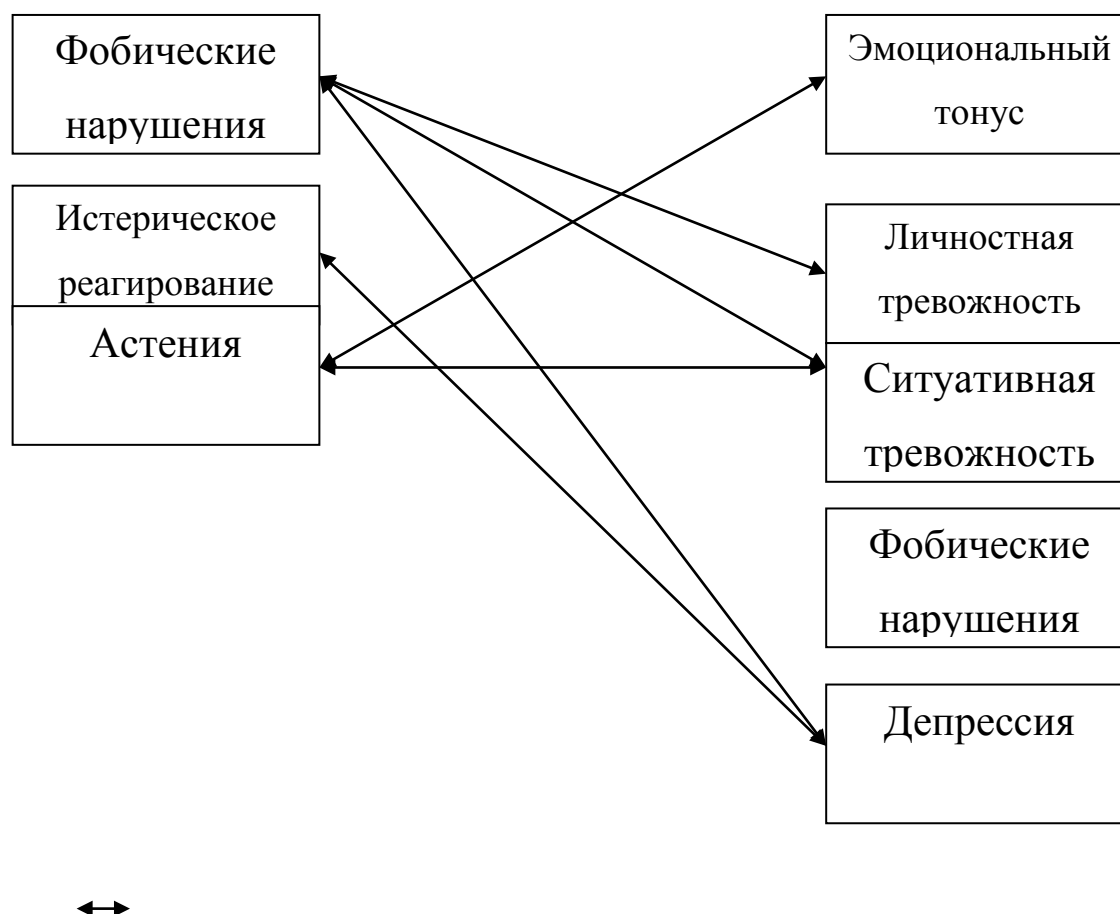 Фобические
нарушения
Истерическое
реагирование
Астения
Эмоциональный
тонус
Личностная
тревожность
Ситуативная
тревожность
Фобические
нарушения
Депрессия